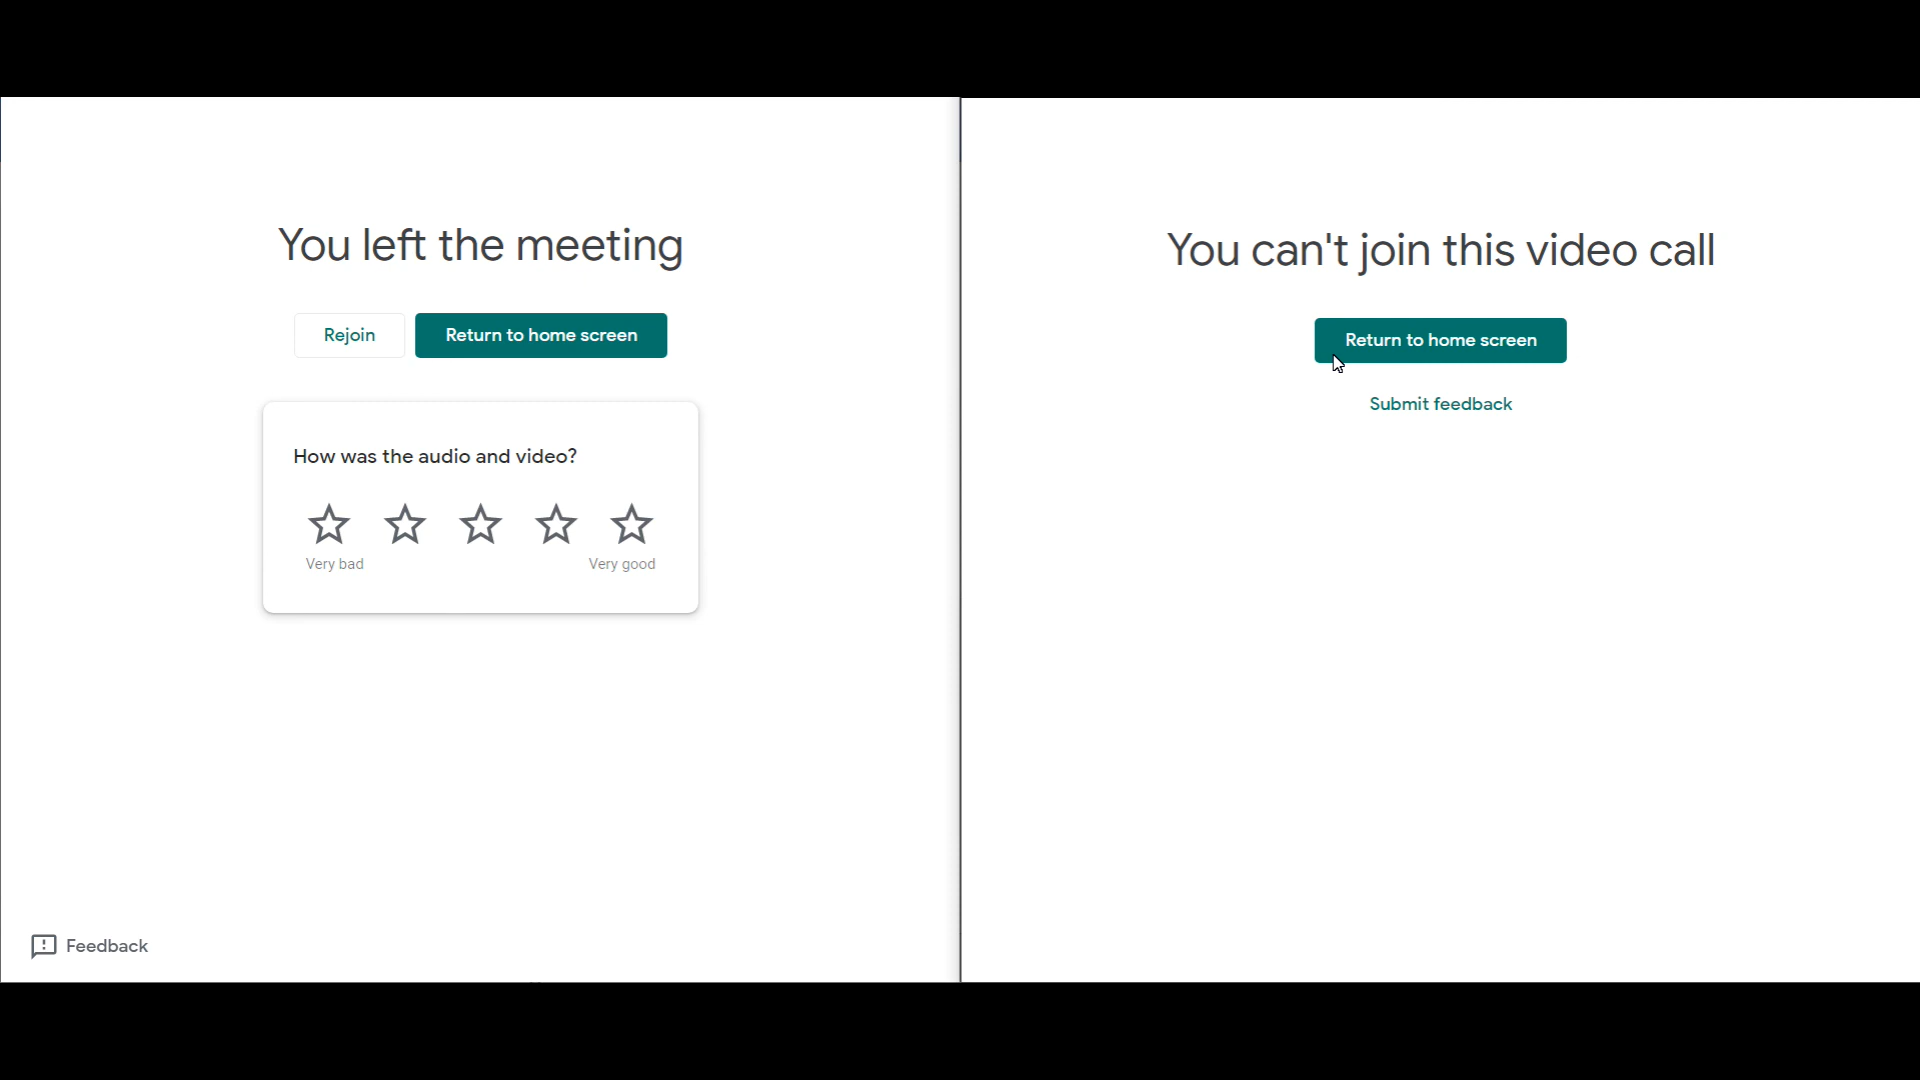 You left the meeting
Rejoin
Return to home screen
How was the audio and video?
Very bad
Very good
Feedback
You can't join this video call
Return to home screen
Submit feedback